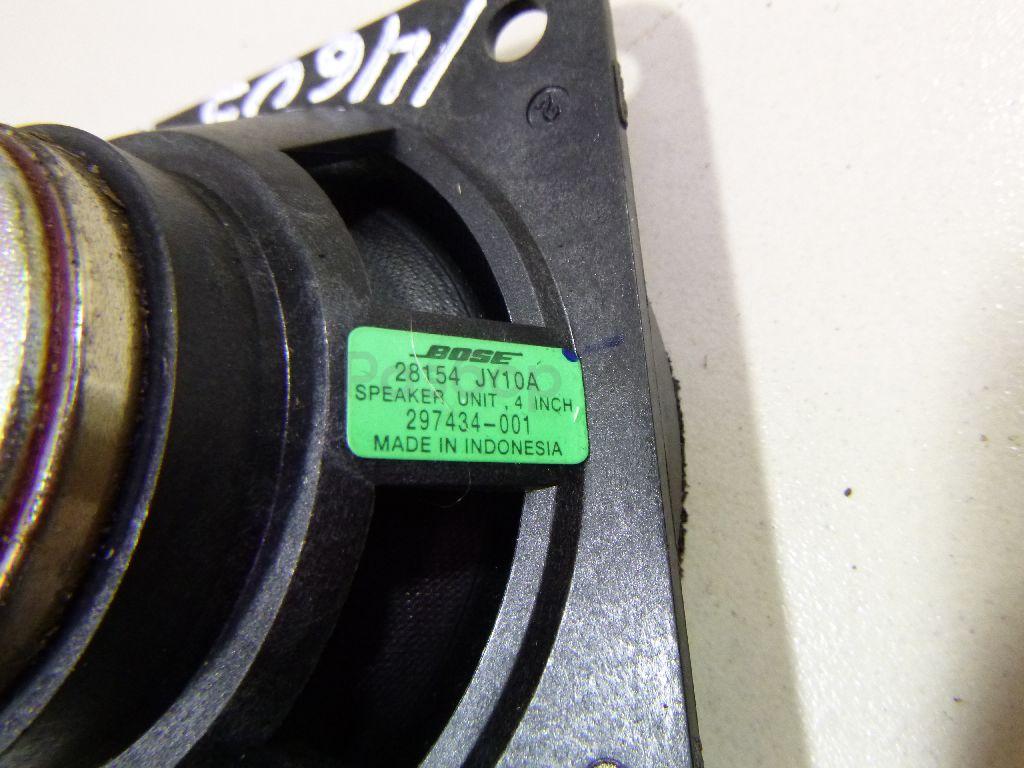 BOSE
28154 JY10A
SPEAKER UNIT, 4 INCH
297434-001
MADE IN INDONESIA